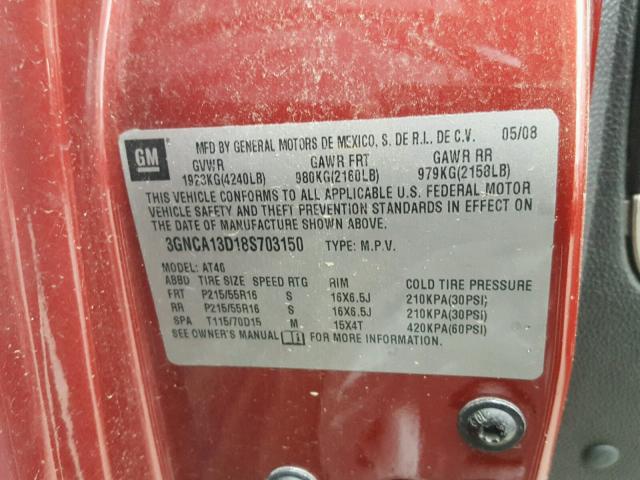 GM MFD BY GENERAL MOTORS DE MEXICO, S. DE R.L. DE C.V. 05/08
GVWR GAWR FRT GAWR RR
1923KG(4240LB) 980KG(2160LB) 979KG(2158LB)
THIS VEHICLE CONFORMS TO ALL APPLICABLE U.S. FEDERAL MOTOR
VEHICLE SAFETY AND THEFT PREVENTION STANDARDS IN EFFECT ON
THE DATE OF MANUFACTURE SHOWN ABOVE.
3GNCA13D18S703150 TYPE: M.P.V.
MODEL: AT46
ABBD TIRE SIZE SPEED RTG RIM COLD TIRE PRESSURE
FRT P215/55R16 S 16X6.5J 210KPA(30PSI)
RR P215/55R16 S 16X6.5J 210KPA(30PSI)
SPA T115/70D15 M 15X4T 420KPA(60PSI)
SEE OWNER'S MANUAL FOR MORE INFORMATION.